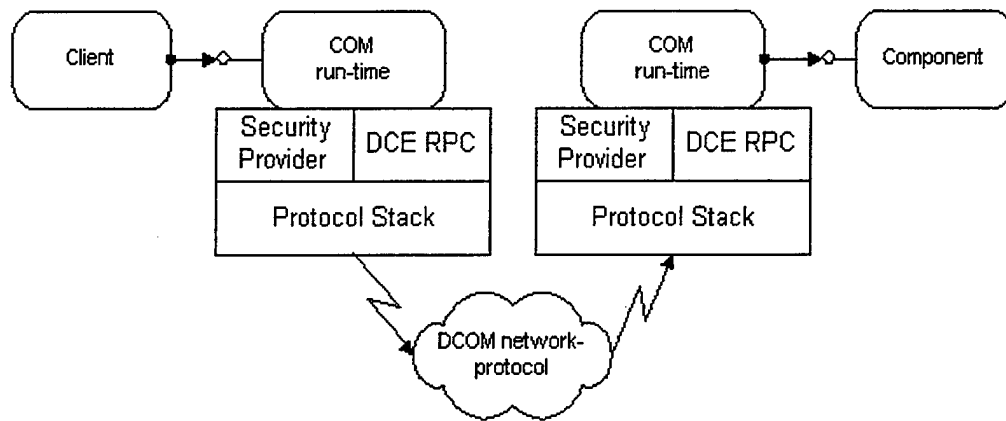 Client
COM
run-time
COM
run-time
Component
Security
Provider
DCE RPC
Security
Provider
DCE RPC
Protocol Stack
Protocol Stack
DCOM network-
protocol